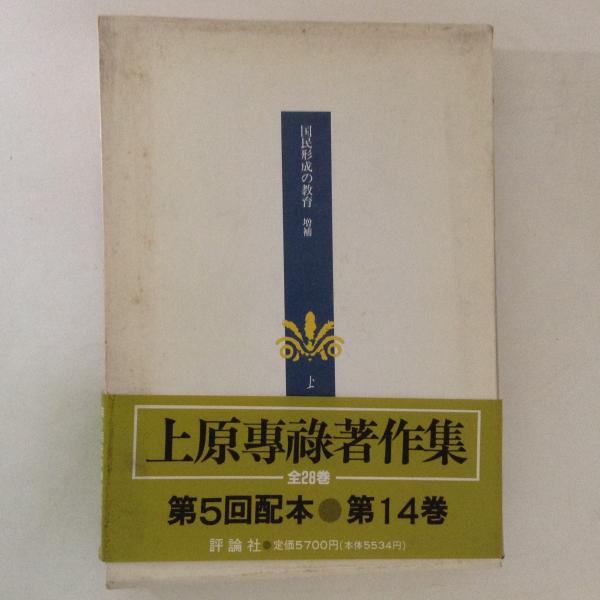 国民形成の教育 増補
上
上原專祿著作集
全28巻
第5回配本●第14巻
評論社●定価5700円(本体5534円)